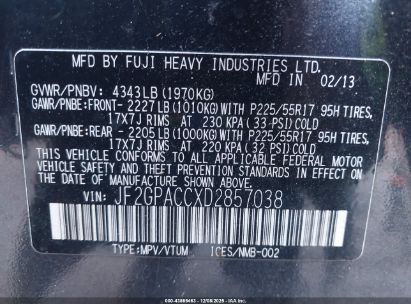 MFD BY FUJI HEAVY INDUSTRIES LTD.
IN 02/13
GVWR/PNBV: 4343LB (1970KG)
GAWR/PNBE: FRONT- 2227LB (1010KG) WITH P225/55R17 95H TIRES,
17X7J RIMS AT 230 KPA (33 PSI) COLD
GAWR/PNBE: REAR - 2205LB (1000KG) WITH P225/55R17 95H TIRES,
17X7J RIMS AT 220 KPA (32 PSI) COLD
THIS VEHICLE CONFORMS TO ALL APPLICABLE FEDERAL
MOTOR VEHICLE SAFETY STANDARDS IN EFFECT ON THE
DATE OF MANUFACTURE SHOWN ABOVE.
VIN: JF2GPACCXD2857038
TYPE:MPV/VTUM ICES/NMB-002